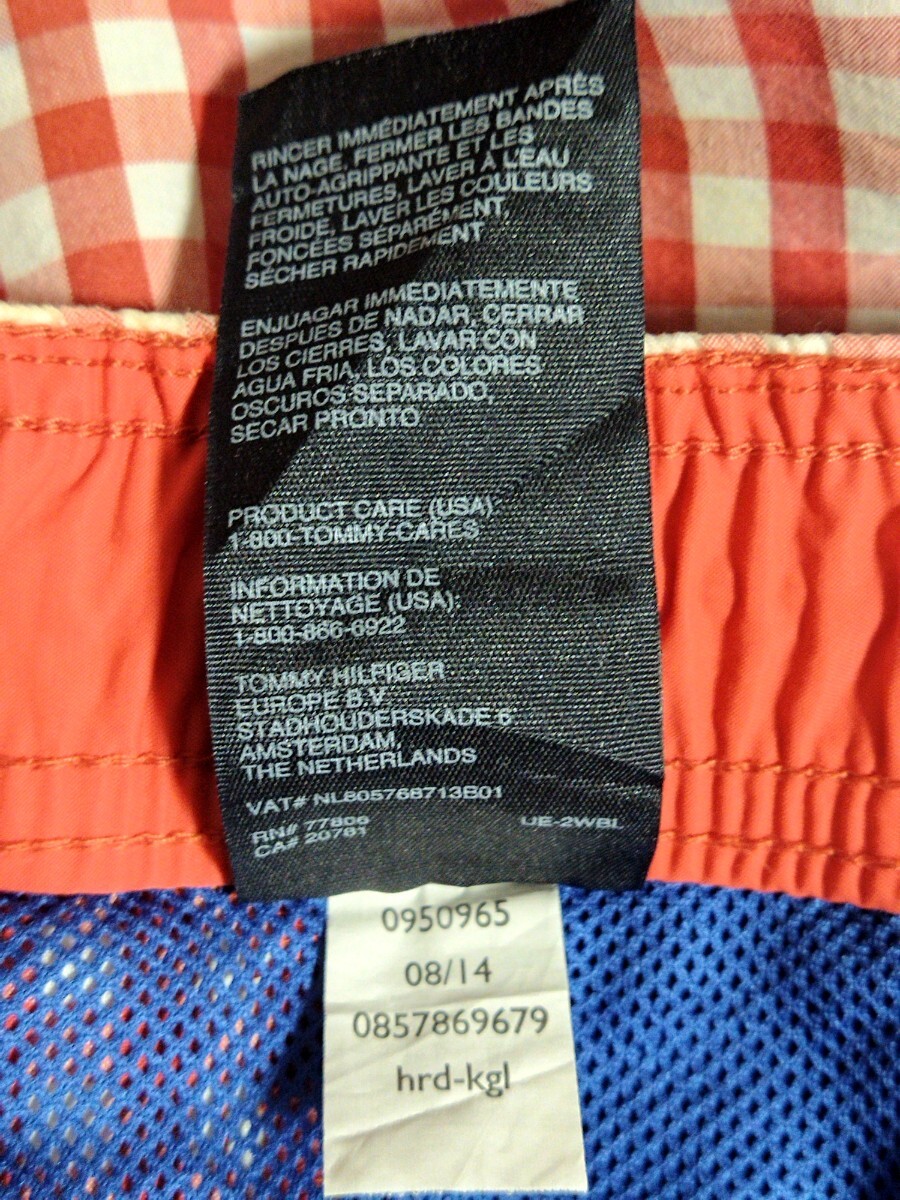 RINCER IMMÉDIATEMENT APRÈS
LA NAGE, FERMER LES BANDES
AUTO-AGRIPPANTE ET LES
FERMETURES, LAVER À L'EAU
FROIDE, LAVER LES COULEURS
FONCÉES SÉPARÉMENT,
SÉCHER RAPIDEMENT
ENJUAGAR IMMEDIATEMENTE
DESPUES DE NADAR, CERRAR
LOS CIERRES, LAVAR CON
AGUA FRIA, LOS COLORES
OSCUROS SEPARADO,
SECAR PRONTO
PRODUCT CARE (USA)
1-800-TOMMY-CARES
INFORMATION DE
NETTOYAGE (USA):
1-800-866-6922
TOMMY HILFIGER
EUROPE B.V.
STADHOUDERSKADE 6
AMSTERDAM,
THE NETHERLANDS
VAT# NL805768713B01
RN# 77806
CA# 20781
UE-2WBL
0950965
08/14
0857869679
hrd-kgl